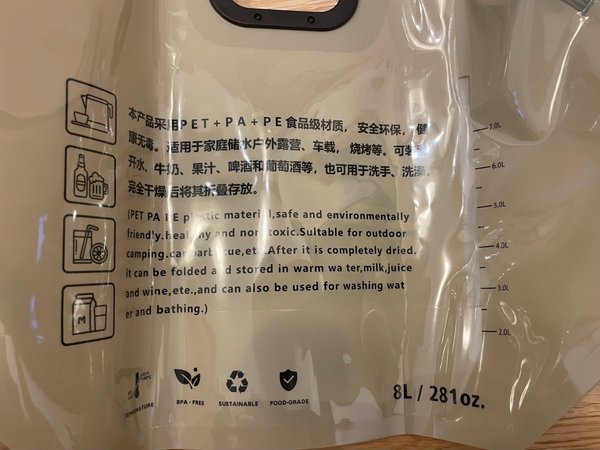 本产品采用PET+PA+PE食品级材质，安全环保，健
康无毒。适用于家庭储水户外露营、车载，烧烤等。可装
开水、牛奶、果汁、啤酒和葡萄酒等，也可用于洗手、洗澡，
完全干燥后将其折叠存放。
(PET PA PE plastic material,safe and environmentally
friendly.healthy and non toxic.Sultable for outdoor
camping.car barbecue,etc.After it is completely dried.
it can be folded and stored in warm wa ter,milk,juice
and wine,ete.,and can also be used for washing wat
er and bathing.)
7.0L
6.0L
5.0L
4.0L
3.0L
2.0L
M
TEMPERATURE
BPA - FREE
SUSTAINABLE
FOOD-GRADE
8L / 281oz.